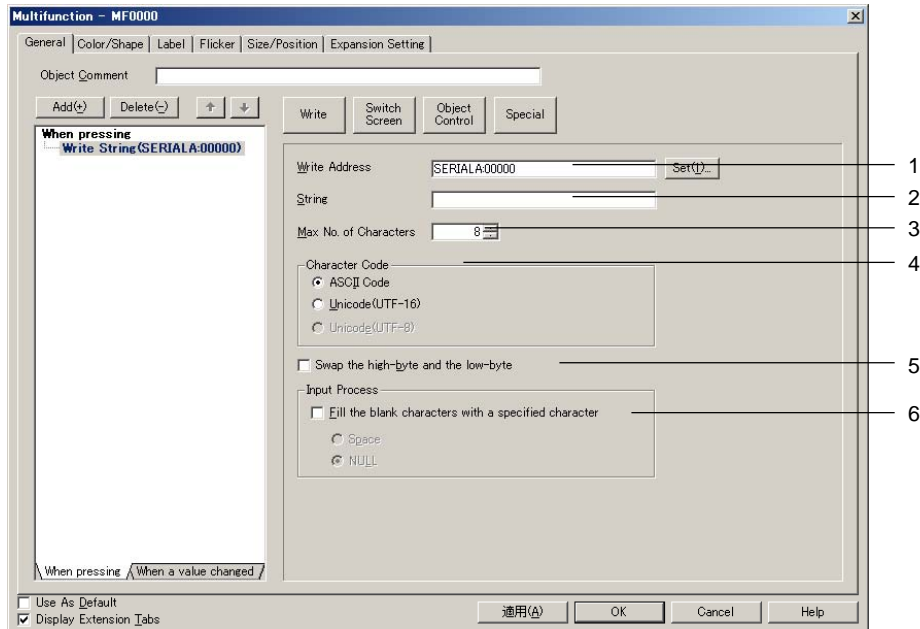 Multifunction - MF0000
General Color/Shape Label Flicker Size/Position Expansion Setting
Object Comment
Add(+) Delete(-)
Write Switch Screen Object Control Special
When pressing
Write String(SERIALA:00000)
Write Address SERIALA:00000 Set(I)... 1
String 2
Max No. of Characters 8 3
Character Code 4
ASCII Code
Unicode(UTF-16)
Unicode(UTF-8)
Swap the high-byte and the low-byte 5
Input Process
Fill the blank characters with a specified character 6
Space
NULL
When pressing When a value changed
Use As Default
Display Extension Tabs
適用(A) OK Cancel Help